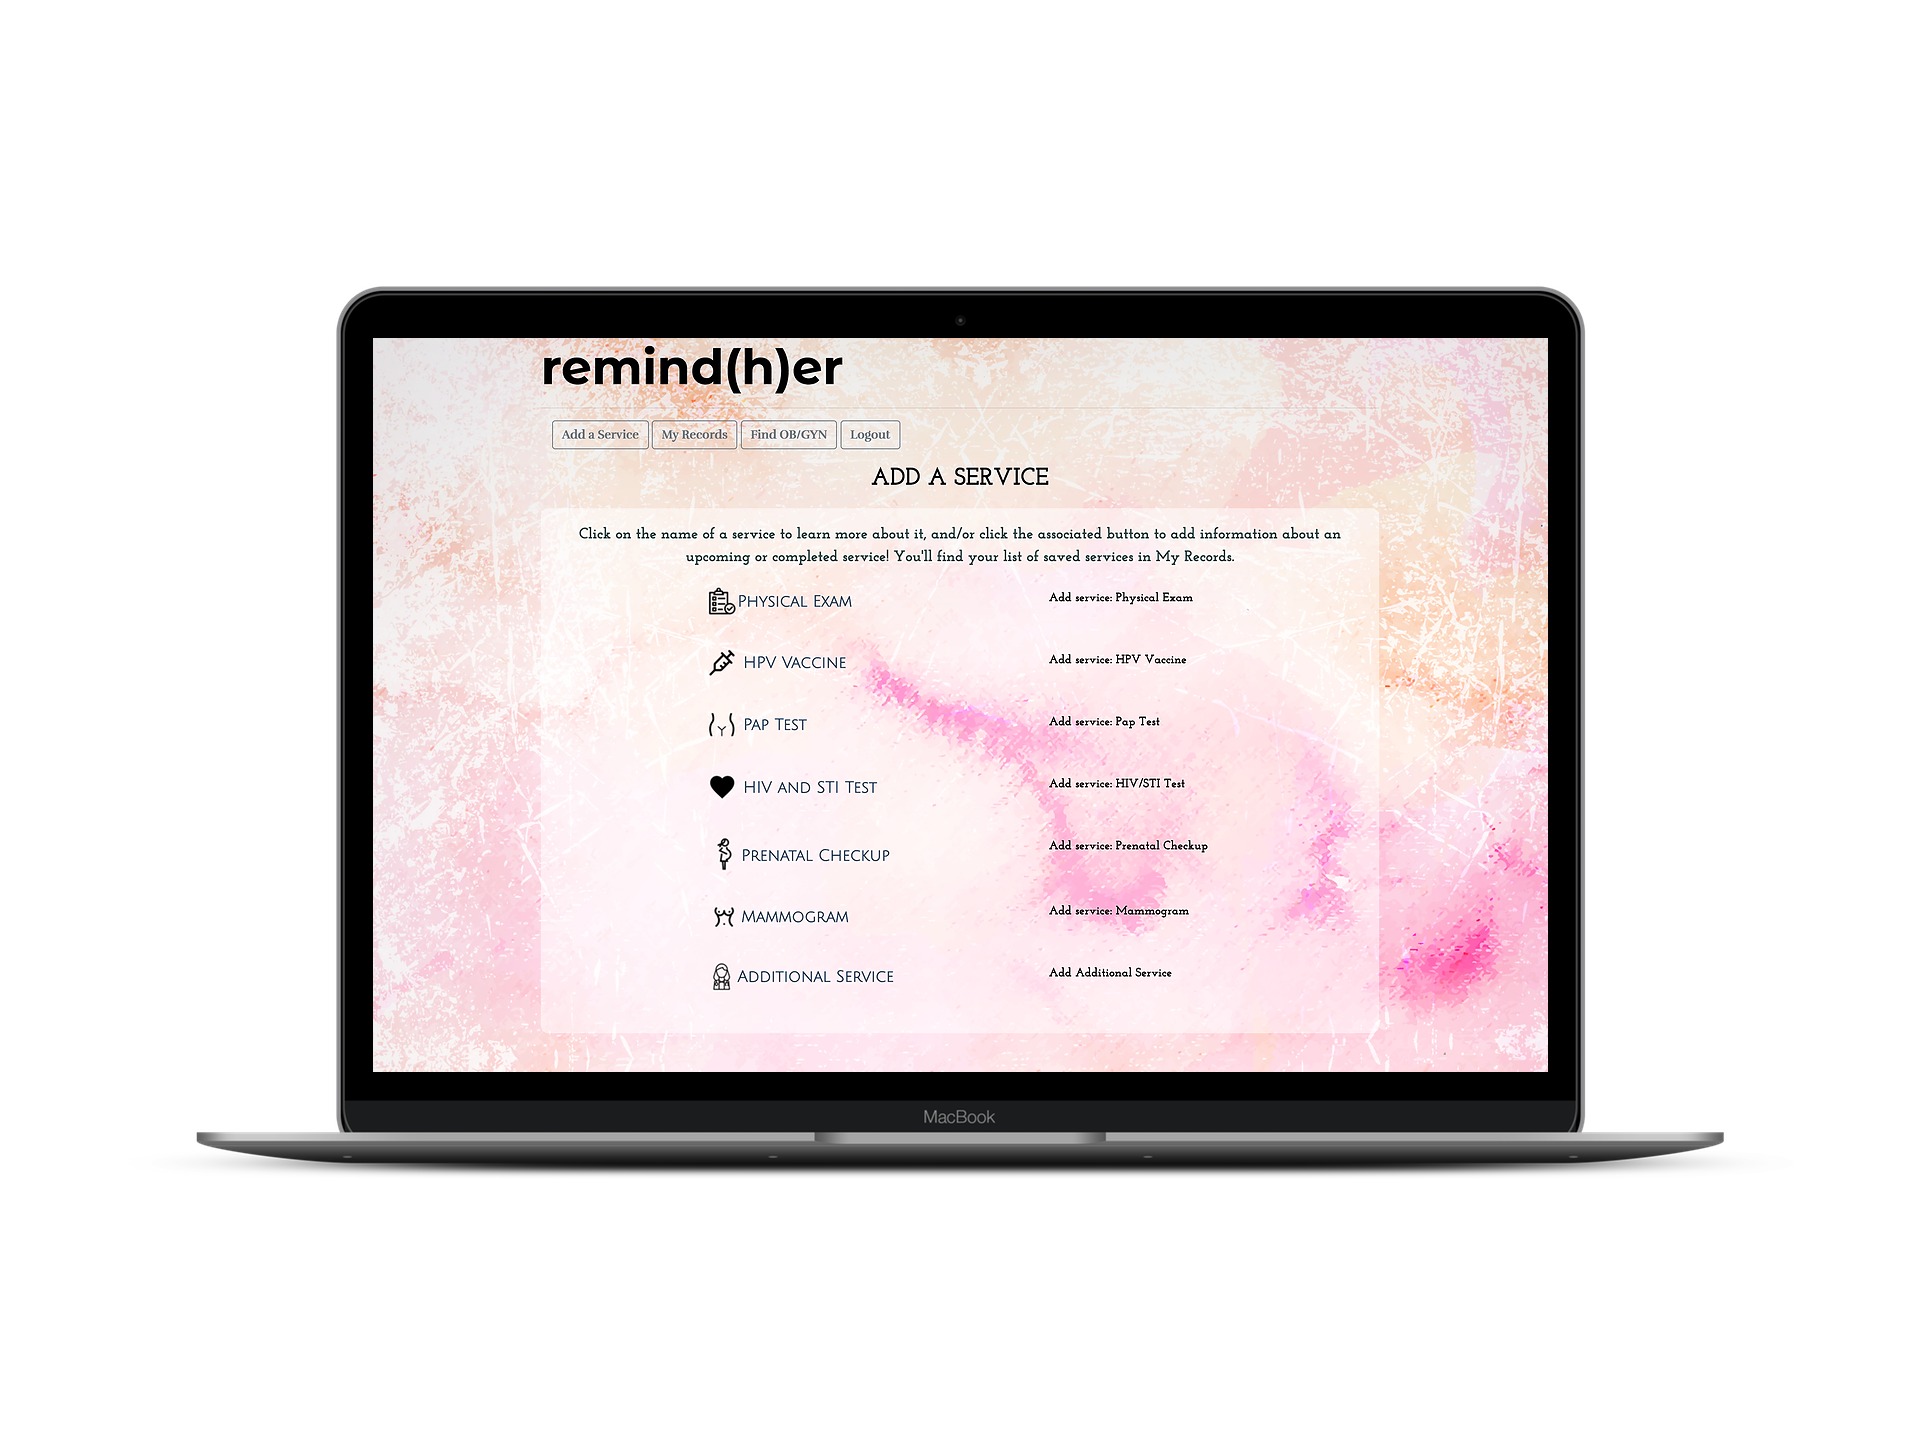 remind(h)er
Add a Service My Records Find OB/GYN Logout
ADD A SERVICE
Click on the name of a service to learn more about it, and/or click the associated button to add information about an
upcoming or completed service! You'll find your list of saved services in My Records.
PHYSICAL EXAM Add service: Physical Exam
HPV VACCINE Add service: HPV Vaccine
PAP TEST Add service: Pap Test
HIV AND STI TEST Add service: HIV/STI Test
PRENATAL CHECKUP Add service: Prenatal Checkup
MAMMOGRAM Add service: Mammogram
ADDITIONAL SERVICE Add Additional Service
MacBook